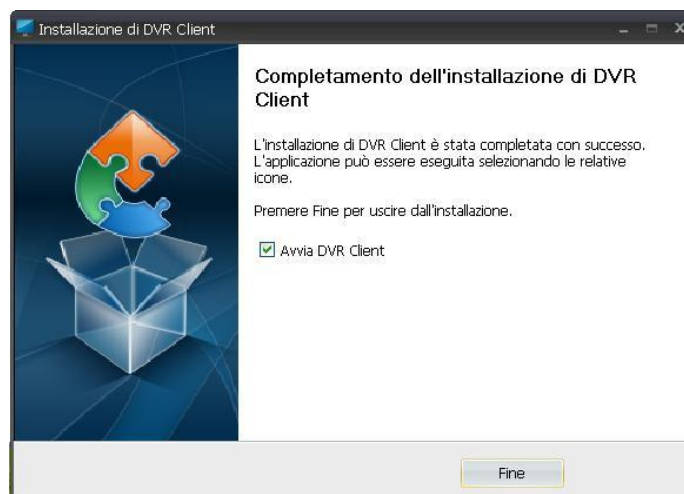 Installazione di DVR Client
Completamento dell'installazione di DVR
Client
L'installazione di DVR Client è stata completata con successo.
L'applicazione può essere eseguita selezionando le relative
icone.
Premere Fine per uscire dall'installazione.
Avvia DVR Client
Fine